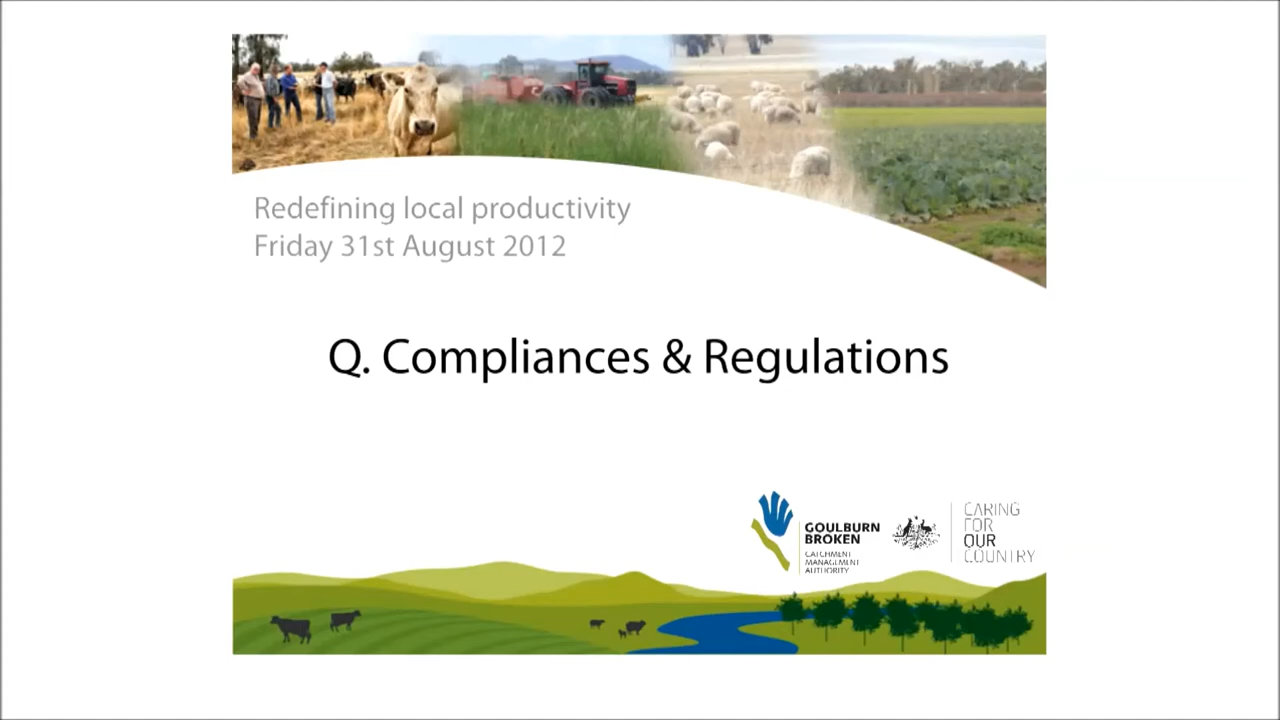 Redefining local productivity
Friday 31st August 2012
Q. Compliances & Regulations
GOULBURN
BROKEN
CATCHMENT
MANAGEMENT
AUTHORITY
CARING
FOR
OUR
COUNTRY